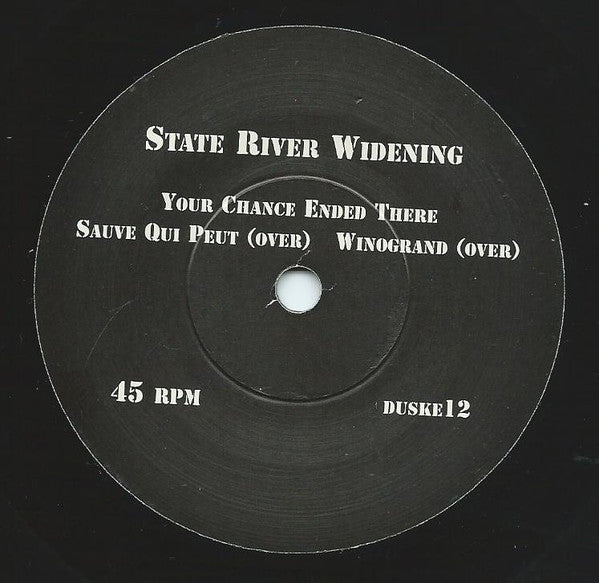 State River Widening
Your Chance Ended There
Sauve Qui Peut (over) Winogrand (over)
45 rpm
duske12